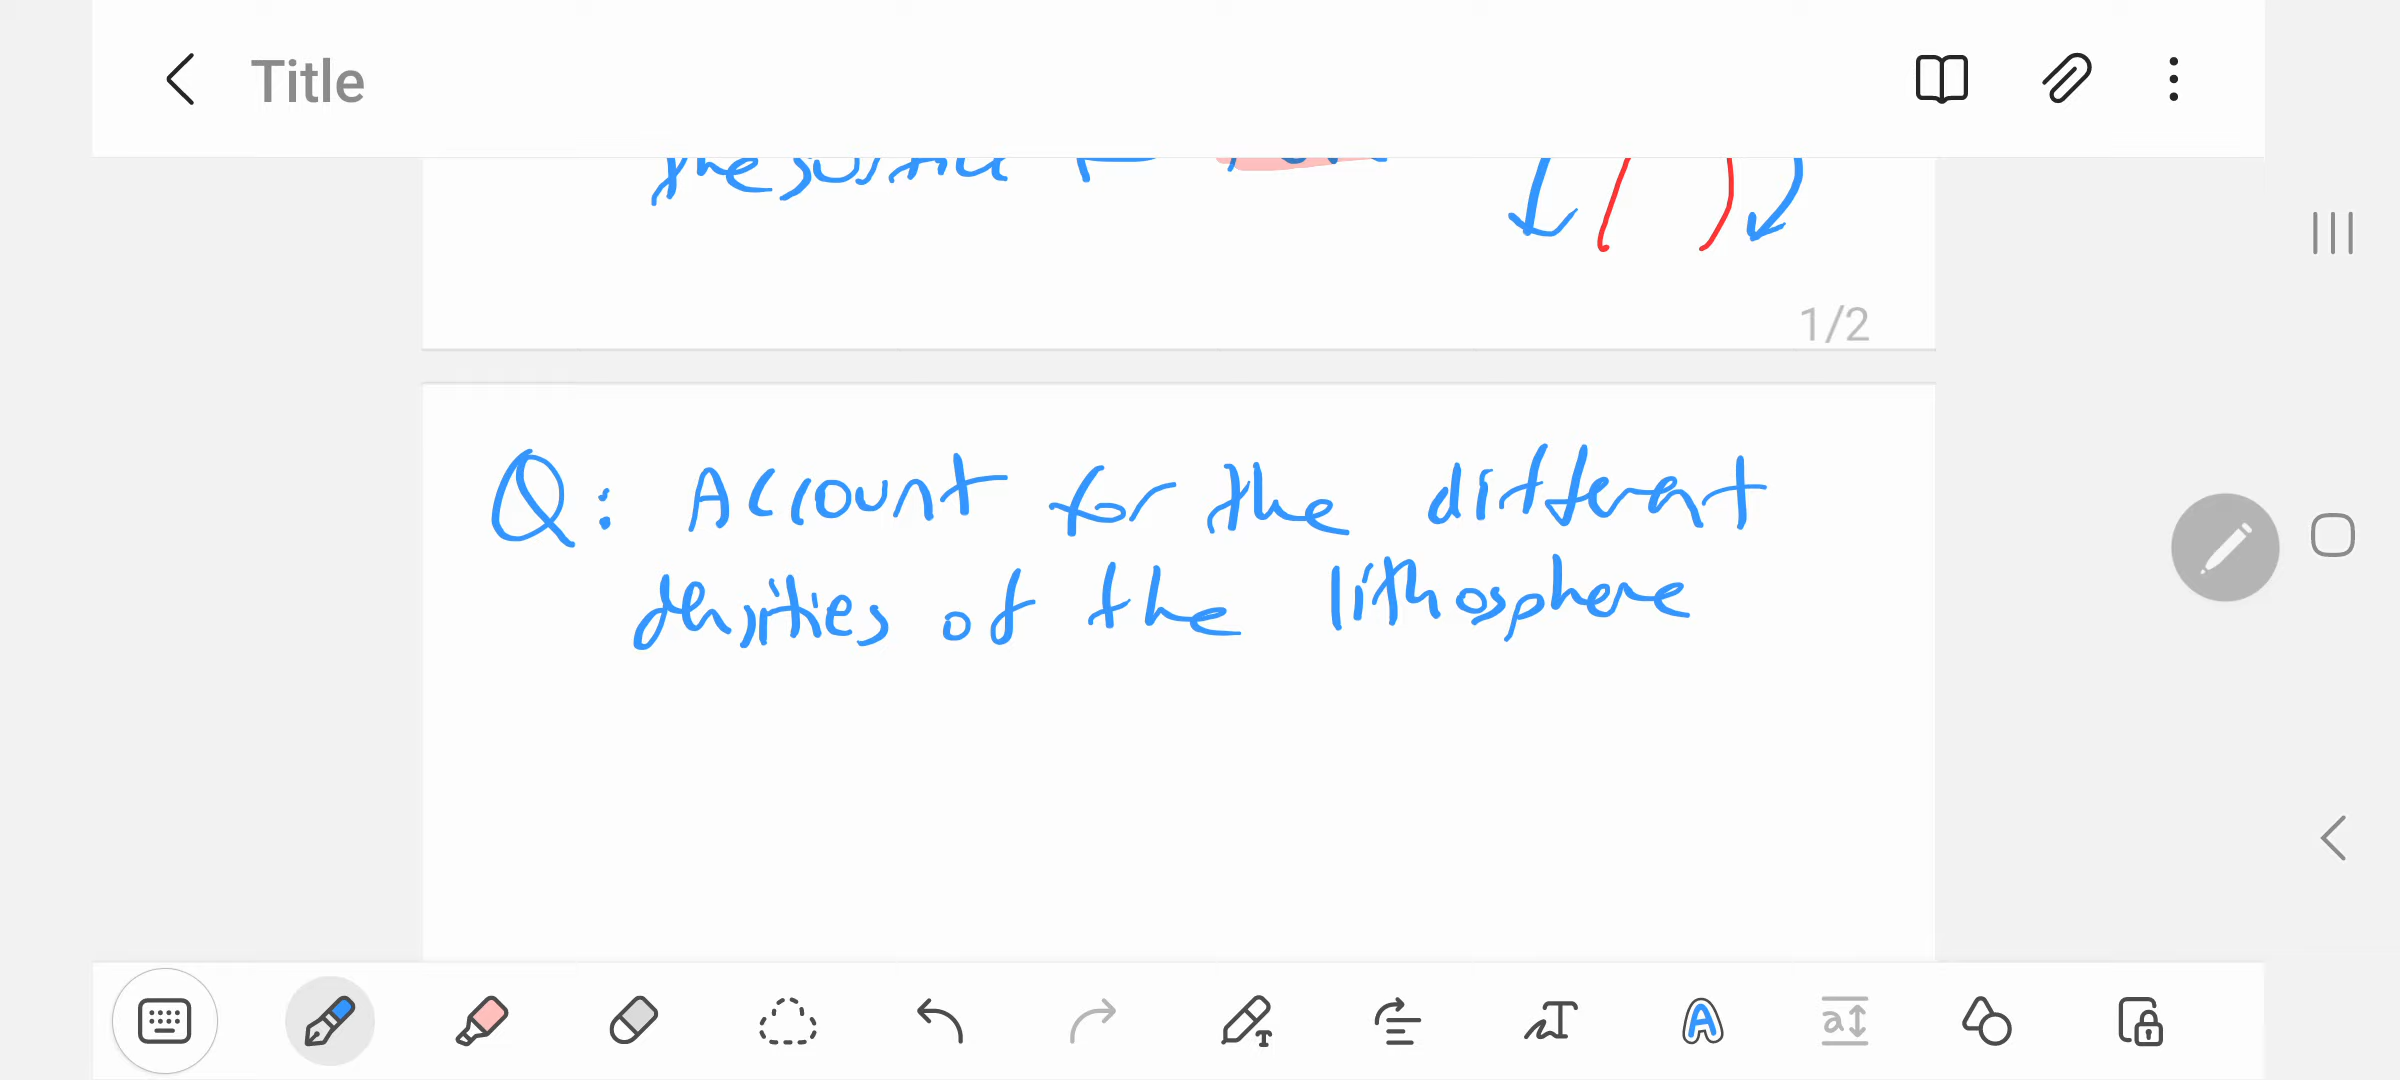 Title
1/2
Q: Account for the different
densities of the lithosphere